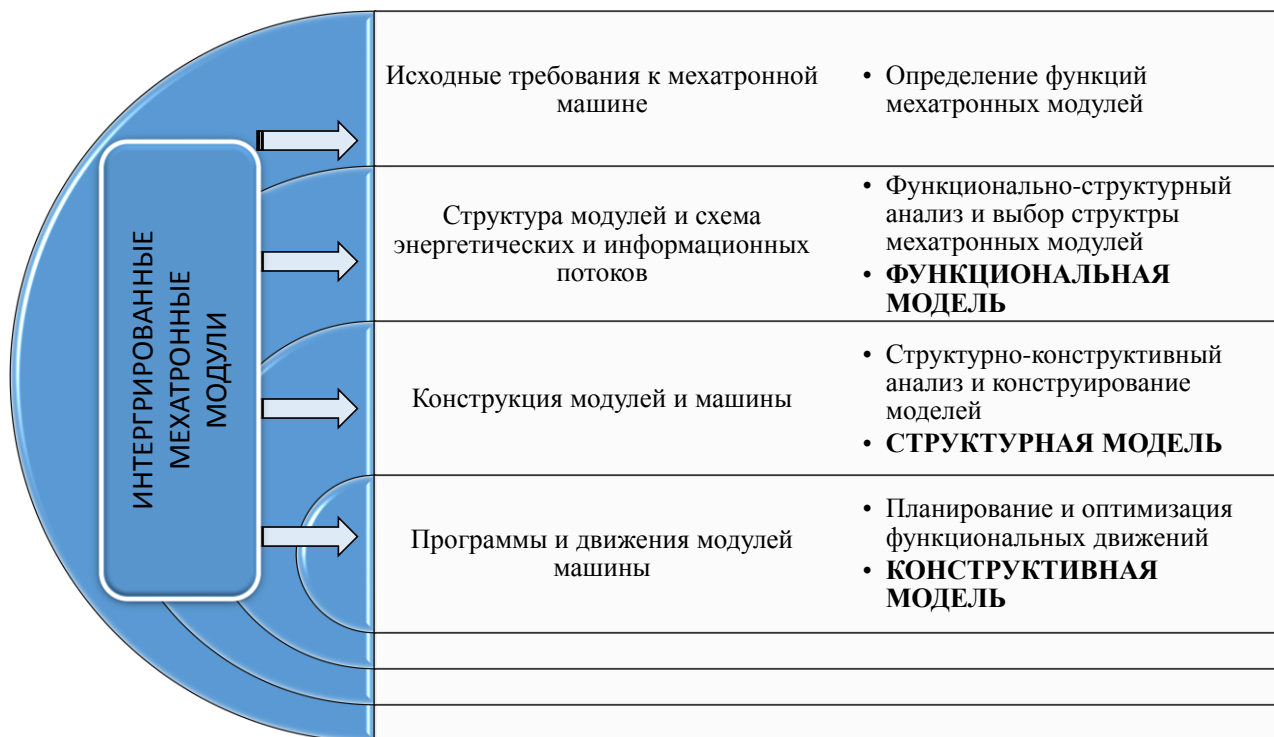 ИНТЕРГРИРОВАННЫЕ
МЕХАТРОННЫЕ
МОДУЛИ
Исходные требования к мехатронной
машине
• Определение функций
мехатронных модулей
Структура модулей и схема
энергетических и информационных
потоков
• Функционально-структурный
анализ и выбор структры
мехатронных модулей
• ФУНКЦИОНАЛЬНАЯ
МОДЕЛЬ
Конструкция модулей и машины
• Структурно-конструктивный
анализ и конструирование
моделей
• СТРУКТУРНАЯ МОДЕЛЬ
Программы и движения модулей
машины
• Планирование и оптимизация
функциональных движений
• КОНСТРУКТИВНАЯ
МОДЕЛЬ